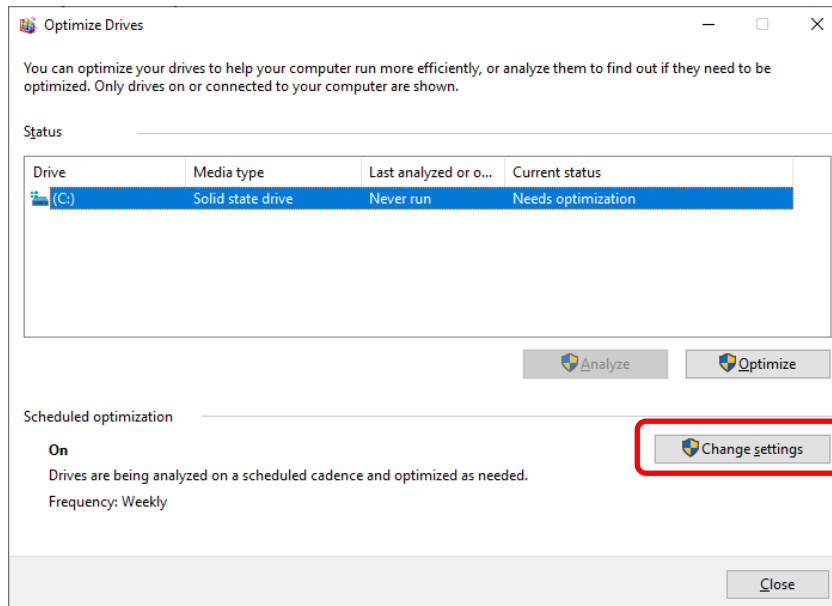 Optimize Drives
You can optimize your drives to help your computer run more efficiently, or analyze them to find out if they need to be
optimized. Only drives on or connected to your computer are shown.
Status
Drive Media type Last analyzed or o... Current status
(C:) Solid state drive Never run Needs optimization
Analyze Optimize
Scheduled optimization
On
Change settings
Drives are being analyzed on a scheduled cadence and optimized as needed.
Frequency: Weekly
Close